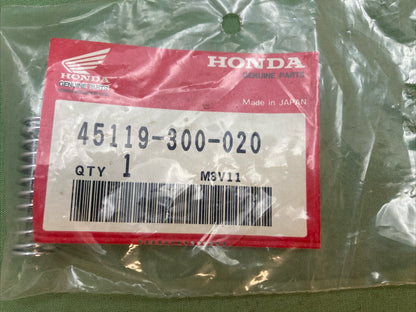 HONDA
GENUINE PARTS
HONDA
GENUINE PARTS
Made in JAPAN
45119-300-020
QTY 1 MSV11